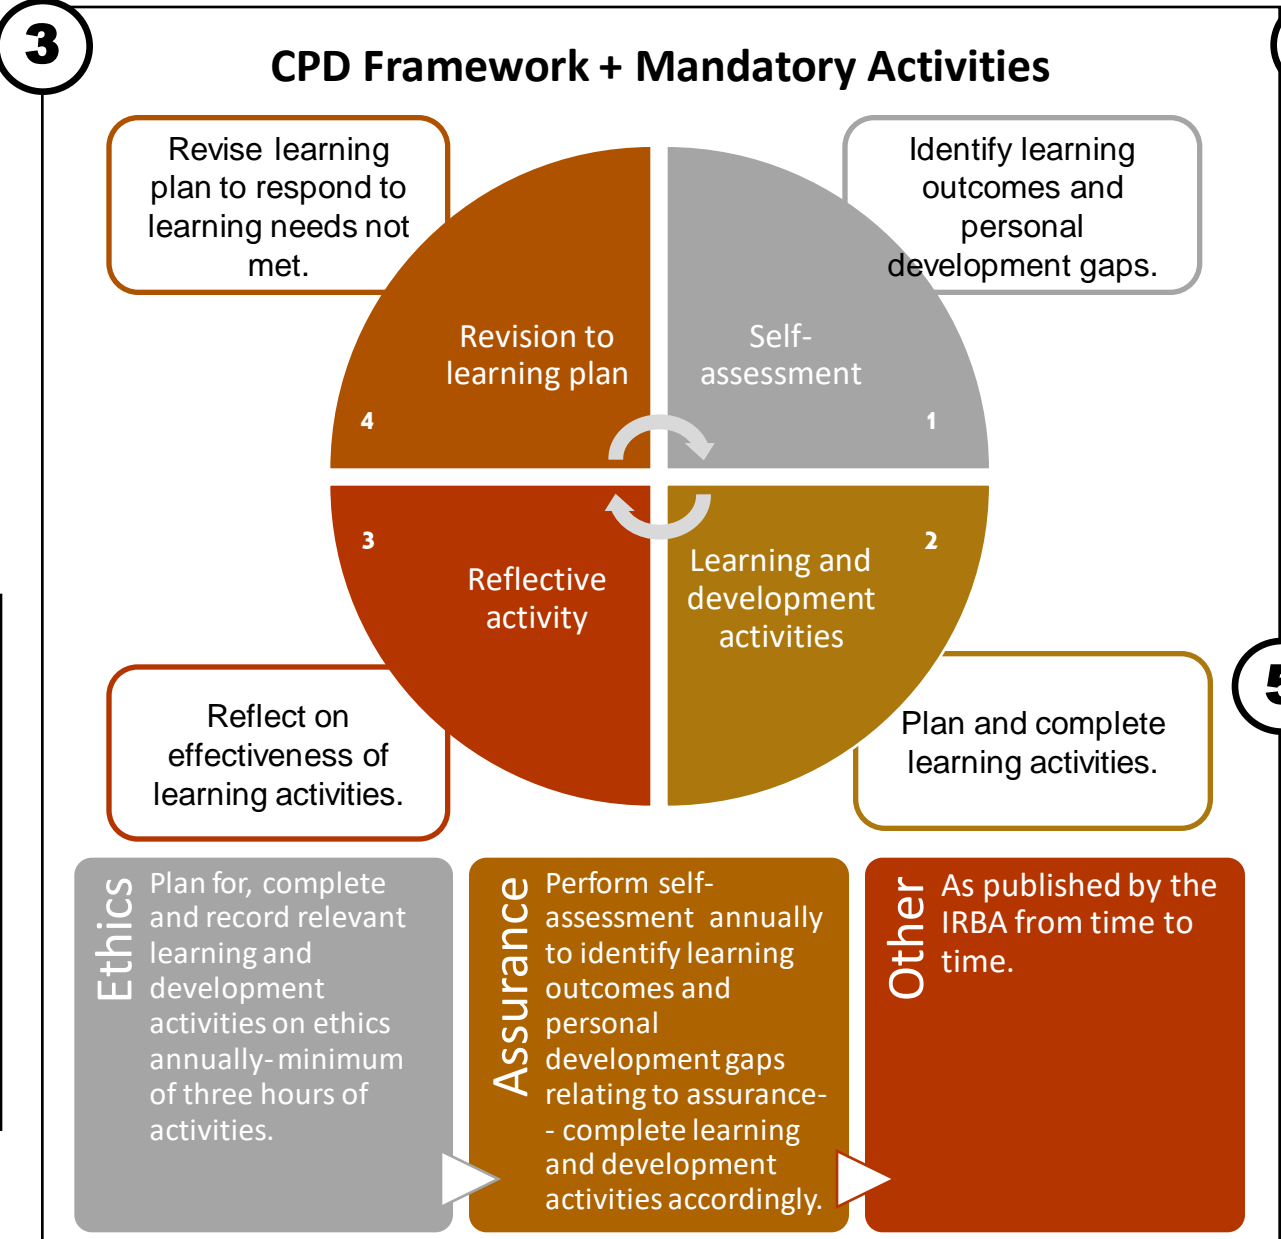 3
CPD Framework + Mandatory Activities
Revise learning
plan to respond to
learning needs not
met.
Identify learning
outcomes and
personal
development gaps.
Revision to
learning plan
4
Self-
assessment
1
3
Reflective
activity
2
Learning and
development
activities
Reflect on
effectiveness of
learning activities.
Plan and complete
learning activities.
5
Ethics
Plan for, complete
and record relevant
learning and
development
activities on ethics
annually-minimum
of three hours of
activities.
Assurance
Perform self-
assessment annually
to identify learning
outcomes and
personal
development gaps
relating to assurance-
- complete learning
and development
activities accordingly.
Other
As published by the
IRBA from time to
time.